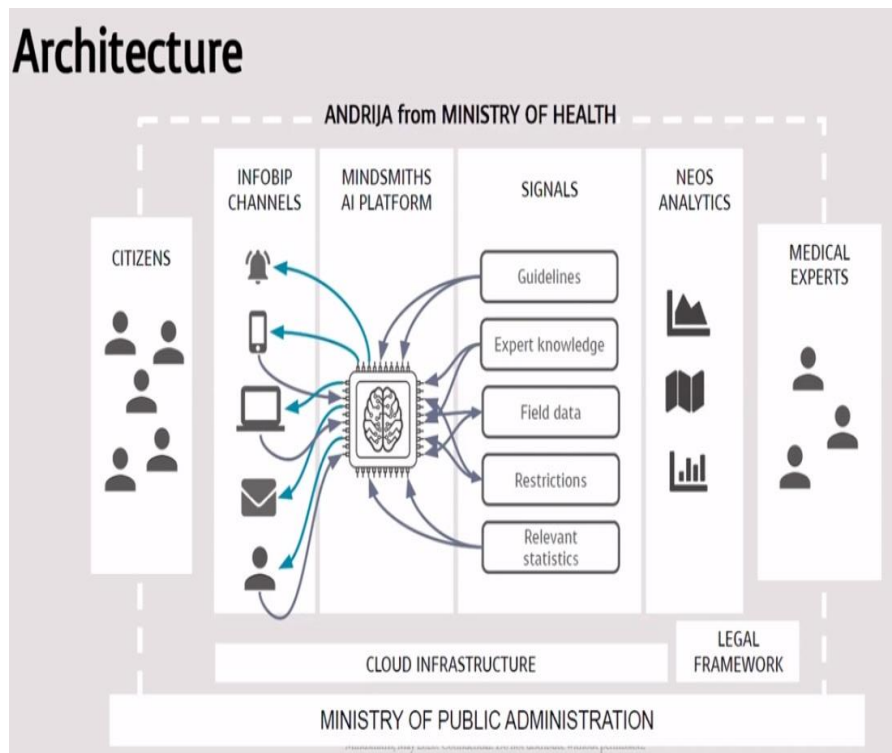 Architecture
ANDRIJA from MINISTRY OF HEALTH
CITIZENS
INFOBIP
CHANNELS
MINDSMITHS
AI PLATFORM
SIGNALS
Guidelines
Expert knowledge
Field data
Restrictions
Relevant
statistics
NEOS
ANALYTICS
MEDICAL
EXPERTS
CLOUD INFRASTRUCTURE
LEGAL
FRAMEWORK
MINISTRY OF PUBLIC ADMINISTRATION